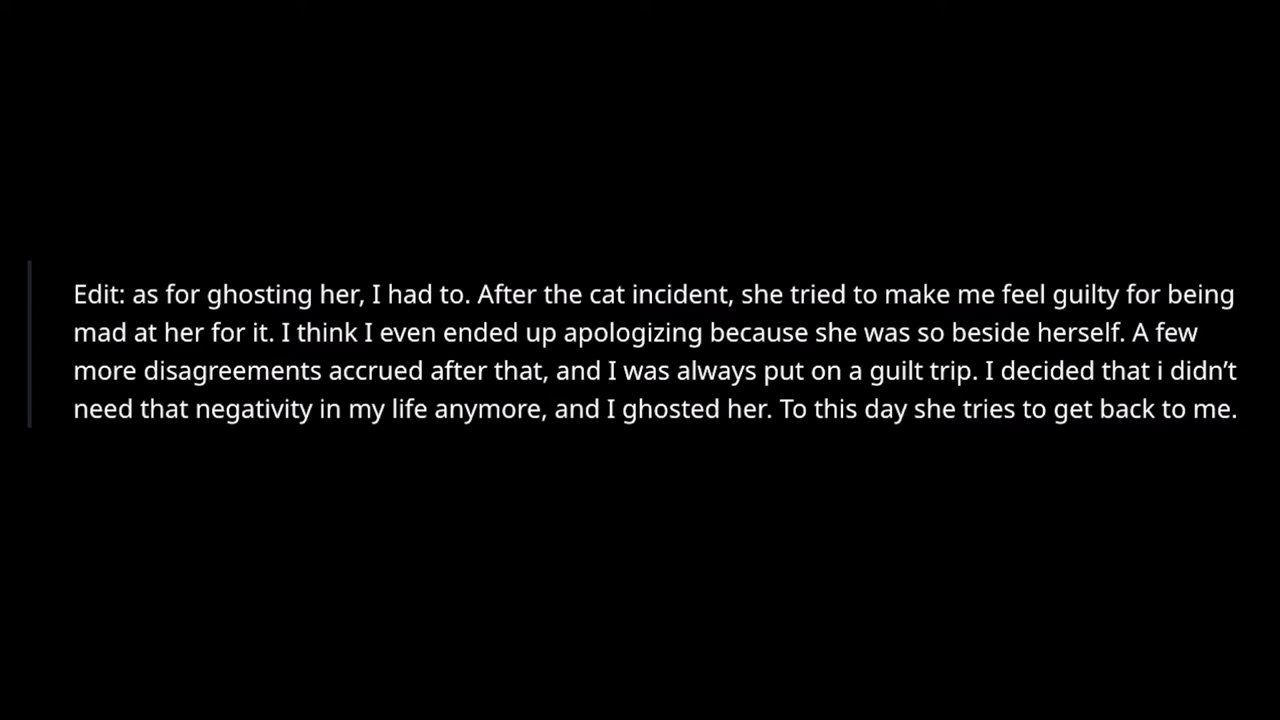 Edit: as for ghosting her, I had to. After the cat incident, she tried to make me feel guilty for being
mad at her for it. I think I even ended up apologizing because she was so beside herself. A few
more disagreements accrued after that, and I was always put on a guilt trip. I decided that i didn’t
need that negativity in my life anymore, and I ghosted her. To this day she tries to get back to me.